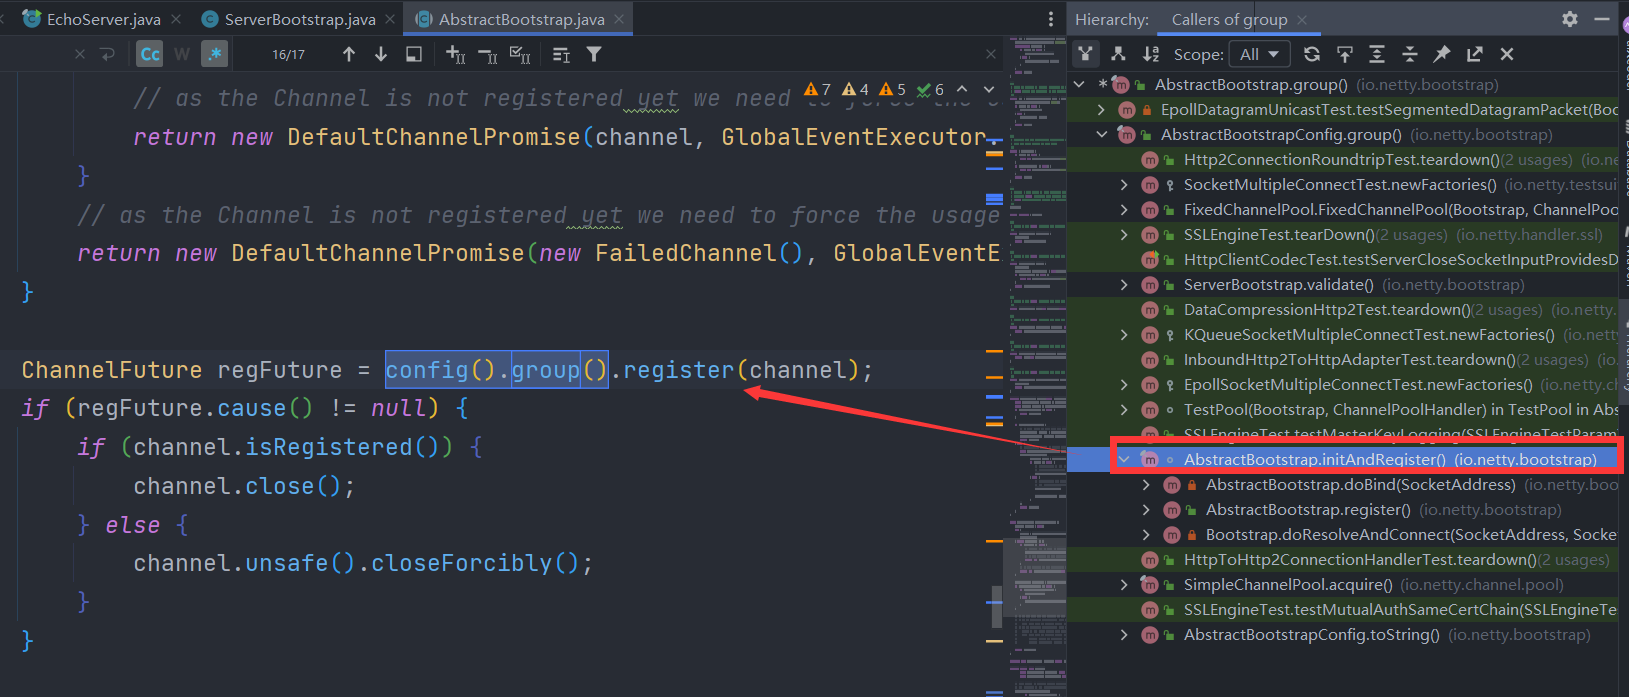 EchoServer.java
ServerBootstrap.java
AbstractBootstrap.java
Hierarchy: Callers of group
Cc W .* 16/17
Scope: All
7 4 5 6
// as the Channel is not registered yet we need to force the
return new DefaultChannelPromise(channel, GlobalEventExecutor.
}
// as the Channel is not registered yet we need to force the usage
return new DefaultChannelPromise(new FailedChannel(), GlobalEventE
}
ChannelFuture regFuture = config().group().register(channel);
if (regFuture.cause() != null) {
if (channel.isRegistered()) {
channel.close();
} else {
channel.unsafe().closeForcibly();
}
}
* AbstractBootstrap.group() (io.netty.bootstrap)
EpollDatagramUnicastTest.testSegmentedDatagramPacket(Boo
AbstractBootstrapConfig.group() (io.netty.bootstrap)
Http2ConnectionRoundtripTest.teardown()(2 usages) (io.ne
SocketMultipleConnectTest.newFactories() (io.netty.testsui
FixedChannelPool.FixedChannelPool(Bootstrap, ChannelPoo
SSLEngineTest.tearDown()(2 usages) (io.netty.handler.ssl)
HttpClientCodecTest.testServerCloseSocketInputProvidesD
ServerBootstrap.validate() (io.netty.bootstrap)
DataCompressionHttp2Test.teardown()(2 usages) (io.netty.
KQueueSocketMultipleConnectTest.newFactories() (io.nett
InboundHttp2ToHttpAdapterTest.teardown()(2 usages) (io.
EpollSocketMultipleConnectTest.newFactories() (io.netty.ch
TestPool(Bootstrap, ChannelPoolHandler) in TestPool in Abs
SSLEngineTest.testMasterKeyLogging(SSLEngineTestParam
AbstractBootstrap.initAndRegister() (io.netty.bootstrap)
AbstractBootstrap.doBind(SocketAddress) (io.netty.boo
AbstractBootstrap.register() (io.netty.bootstrap)
Bootstrap.doResolveAndConnect(SocketAddress, Socke
HttpToHttp2ConnectionHandlerTest.teardown()(2 usages)
SimpleChannelPool.acquire() (io.netty.channel.pool)
SSLEngineTest.testMutualAuthSameCertChain(SSLEngineTe
AbstractBootstrapConfig.toString() (io.netty.bootstrap)